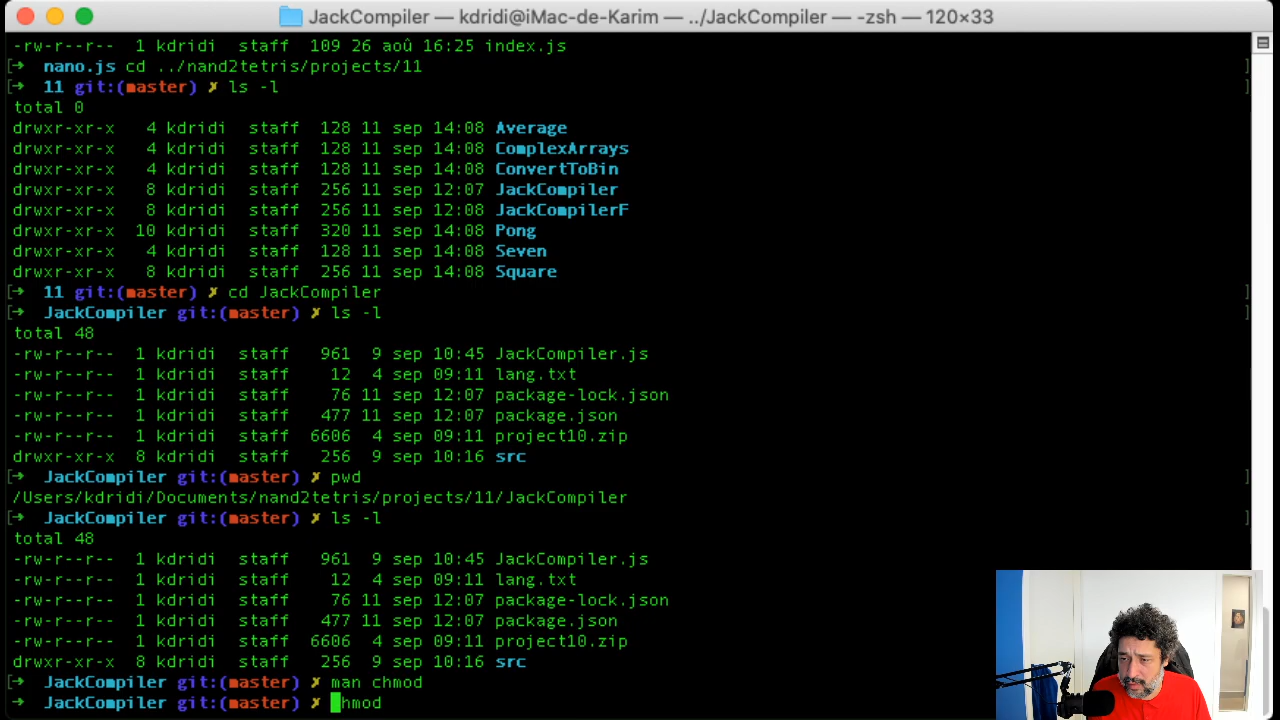 JackCompiler — kdridi@iMac-de-Karim — ../JackCompiler — -zsh — 120×33
-rw-r--r-- 1 kdridi staff 109 26 aoû 16:25 index.js
[→ nano.js cd ../nand2tetris/projects/11 ]
[→ 11 git:(master) ✗ ls -l ]
total 0
drwxr-xr-x 4 kdridi staff 128 11 sep 14:08 Average
drwxr-xr-x 4 kdridi staff 128 11 sep 14:08 ComplexArrays
drwxr-xr-x 4 kdridi staff 128 11 sep 14:08 ConvertToBin
drwxr-xr-x 8 kdridi staff 256 11 sep 12:07 JackCompiler
drwxr-xr-x 8 kdridi staff 256 11 sep 12:08 JackCompilerF
drwxr-xr-x 10 kdridi staff 320 11 sep 14:08 Pong
drwxr-xr-x 4 kdridi staff 128 11 sep 14:08 Seven
drwxr-xr-x 8 kdridi staff 256 11 sep 14:08 Square
[→ 11 git:(master) ✗ cd JackCompiler ]
[→ JackCompiler git:(master) ✗ ls -l ]
total 48
-rw-r--r-- 1 kdridi staff 961 9 sep 10:45 JackCompiler.js
-rw-r--r-- 1 kdridi staff 12 4 sep 09:11 lang.txt
-rw-r--r-- 1 kdridi staff 76 11 sep 12:07 package-lock.json
-rw-r--r-- 1 kdridi staff 477 11 sep 12:07 package.json
-rw-r--r-- 1 kdridi staff 6606 4 sep 09:11 project10.zip
drwxr-xr-x 8 kdridi staff 256 9 sep 10:16 src
[→ JackCompiler git:(master) ✗ pwd ]
/Users/kdridi/Documents/nand2tetris/projects/11/JackCompiler
[→ JackCompiler git:(master) ✗ ls -l ]
total 48
-rw-r--r-- 1 kdridi staff 961 9 sep 10:45 JackCompiler.js
-rw-r--r-- 1 kdridi staff 12 4 sep 09:11 lang.txt
-rw-r--r-- 1 kdridi staff 76 11 sep 12:07 package-lock.json
-rw-r--r-- 1 kdridi staff 477 11 sep 12:07 package.json
-rw-r--r-- 1 kdridi staff 6606 4 sep 09:11 project10.zip
drwxr-xr-x 8 kdridi staff 256 9 sep 10:16 src
[→ JackCompiler git:(master) ✗ man chmod
→ JackCompiler git:(master) ✗ hmod